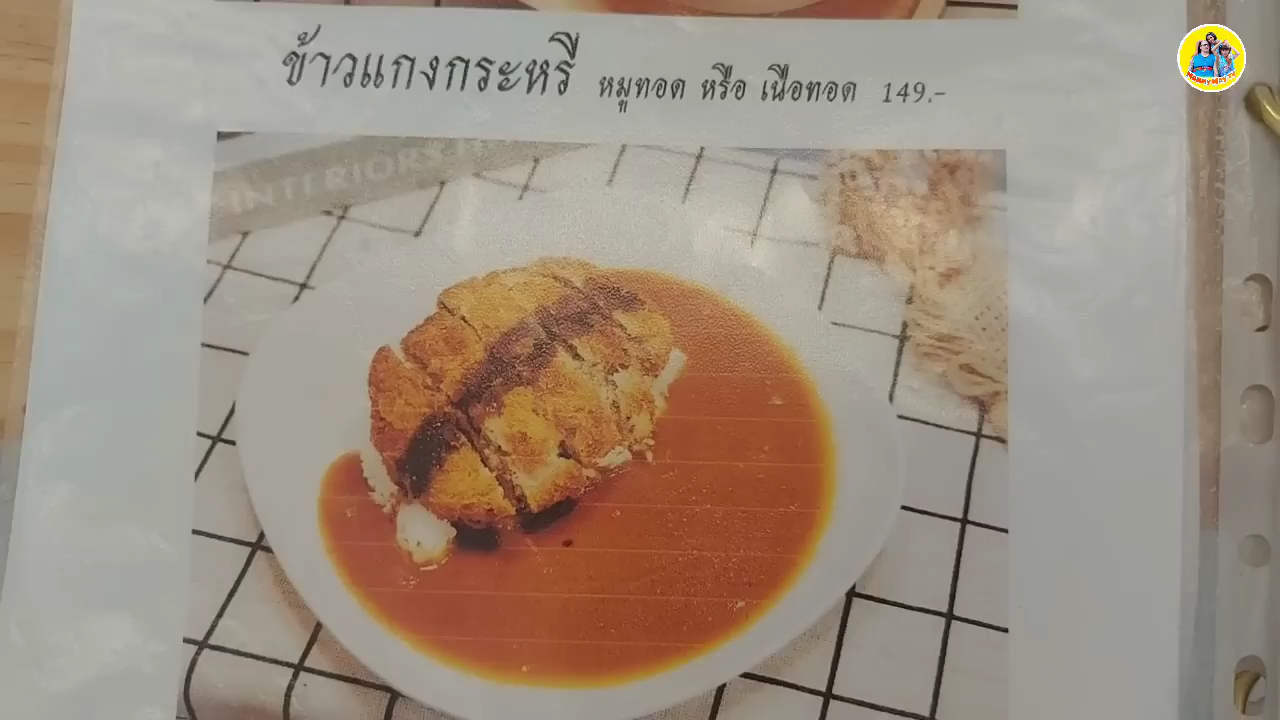 ข้าวแกงกระหรี่ หมูทอด หรือ เนื้อทอด 149.-
INTERIORS